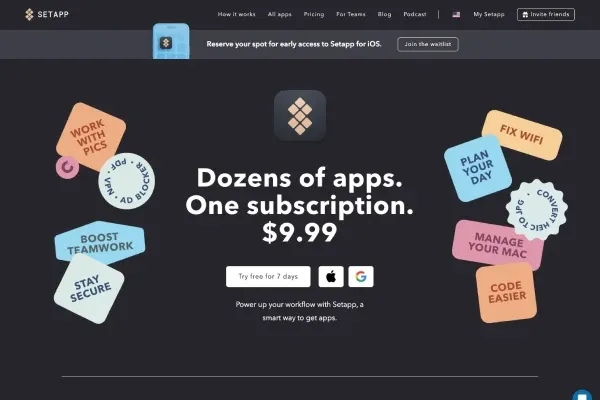 SETAPP
How it works
All apps
Pricing
For Teams
Blog
Podcast
My Setapp
Invite friends
Reserve your spot for early access to Setapp for iOS.
Join the waitlist
WORK
WITH
PICS
PDF • VPN • AD BLOCKER •
BOOST
TEAMWORK
STAY
SECURE
Dozens of apps.
One subscription.
$9.99
Try free for 7 days
Power up your workflow with Setapp, a
smart way to get apps.
FIX WIFI
PLAN
YOUR
DAY
CONVERT HEIC TO JPG •
MANAGE
YOUR MAC
CODE
EASIER